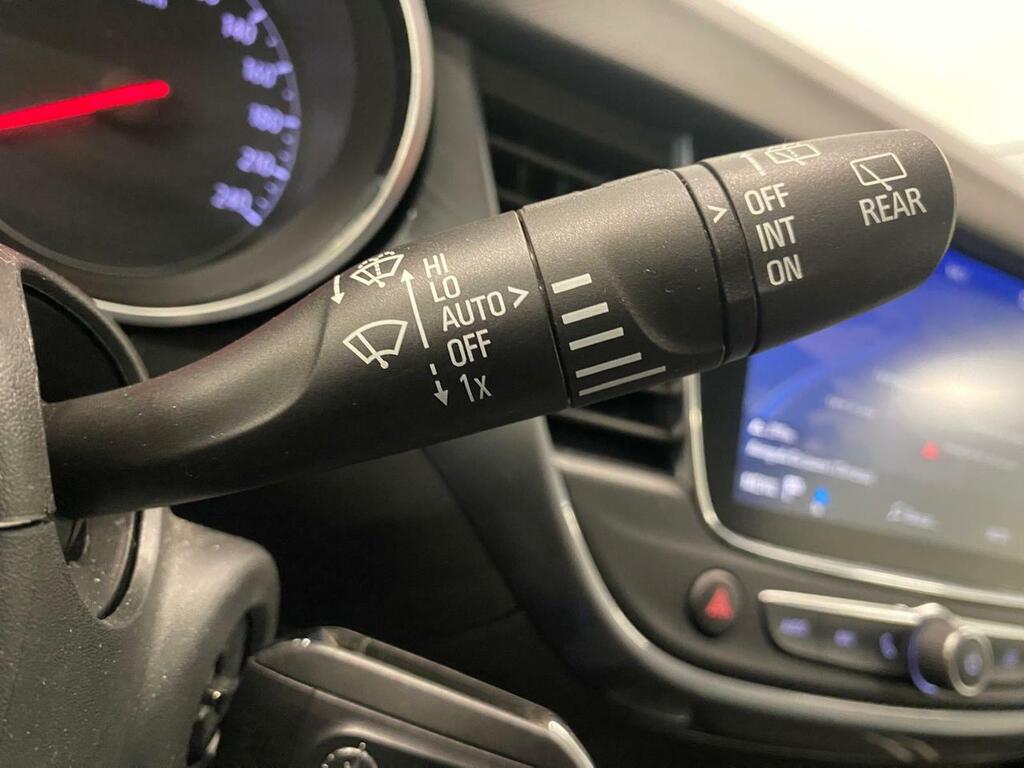 140
160
180
210
240
HI
LO
AUTO >
OFF
1x
>
OFF
INT
ON
REAR